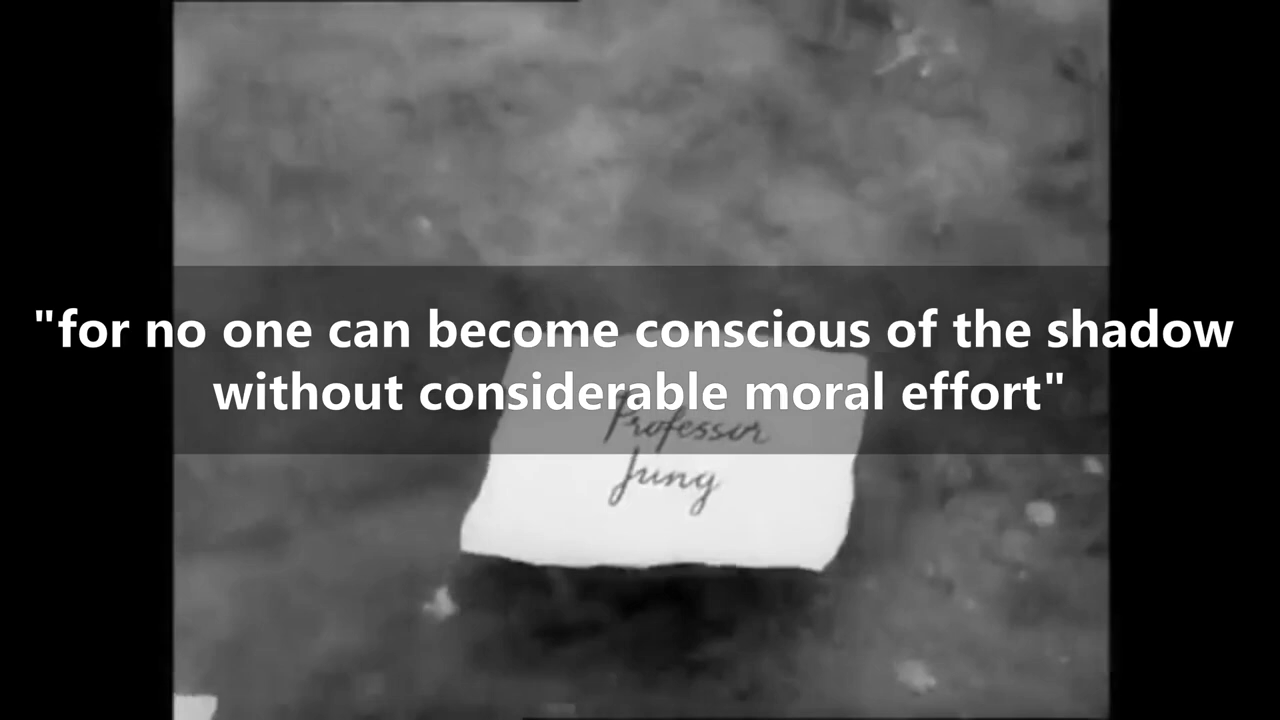 "for no one can become conscious of the shadow
without considerable moral effort"
Professor
Jung